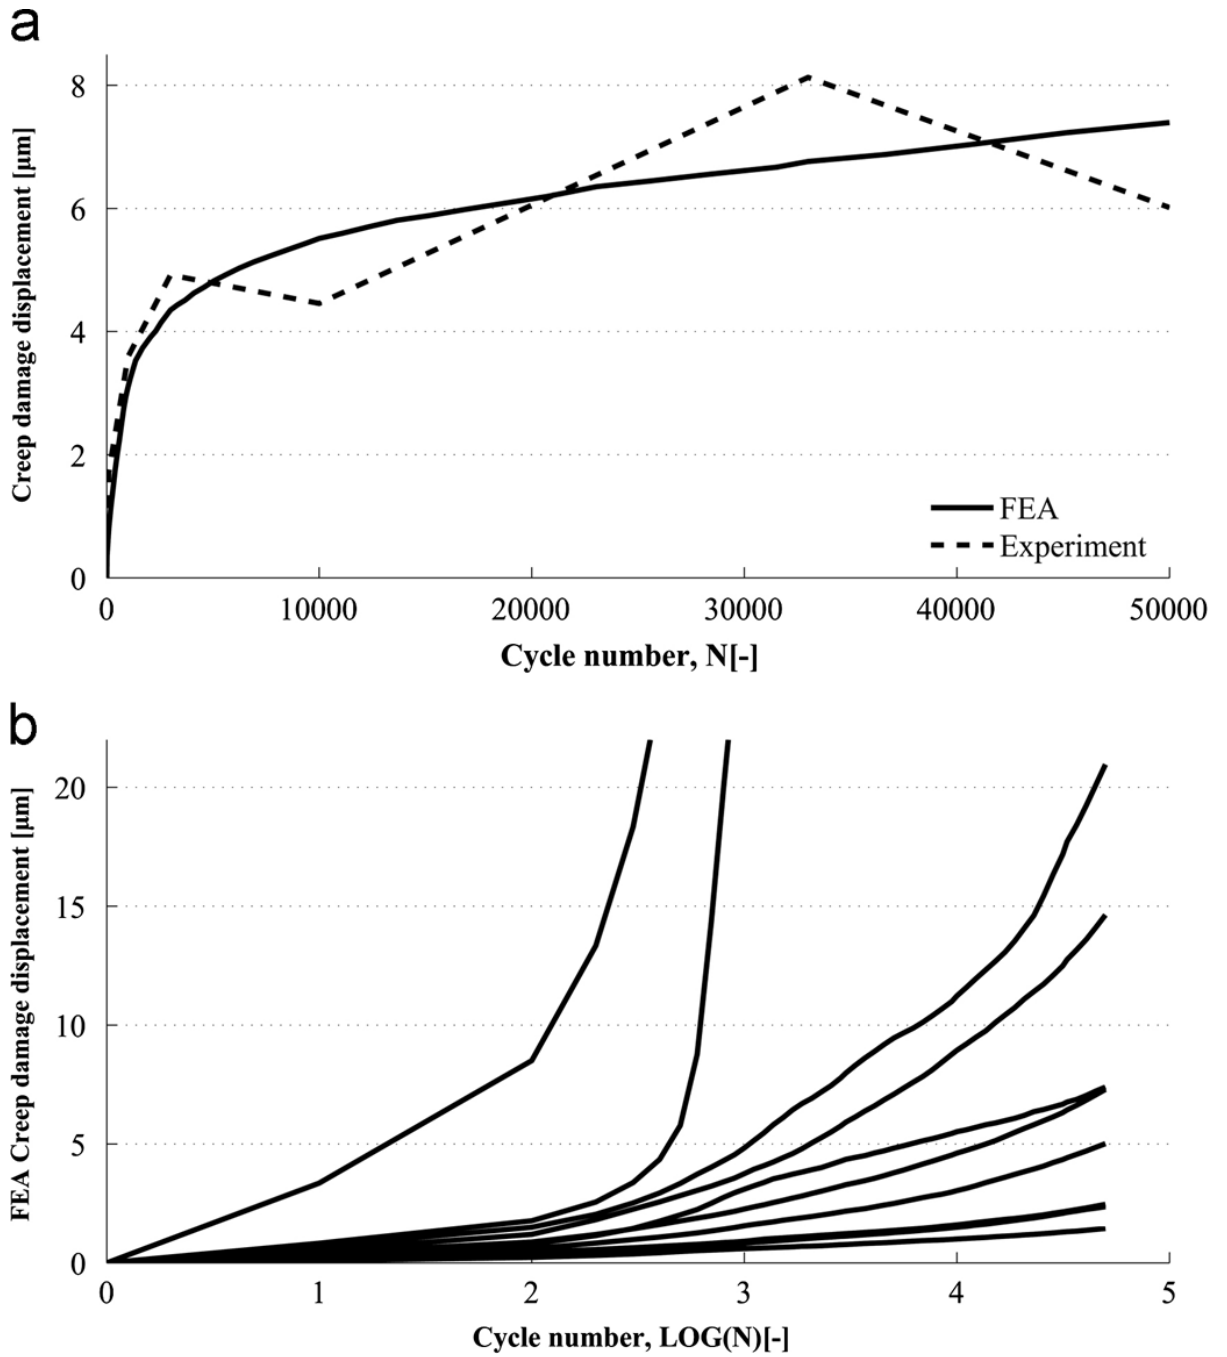 a
Creep damage displacement [μm]
8
6
4
2
0
FEA
Experiment
0 10000 20000 30000 40000 50000
Cycle number, N[-]
b
FEA Creep damage displacement [μm]
20
15
10
5
0
0 1 2 3 4 5
Cycle number, LOG(N)[-]